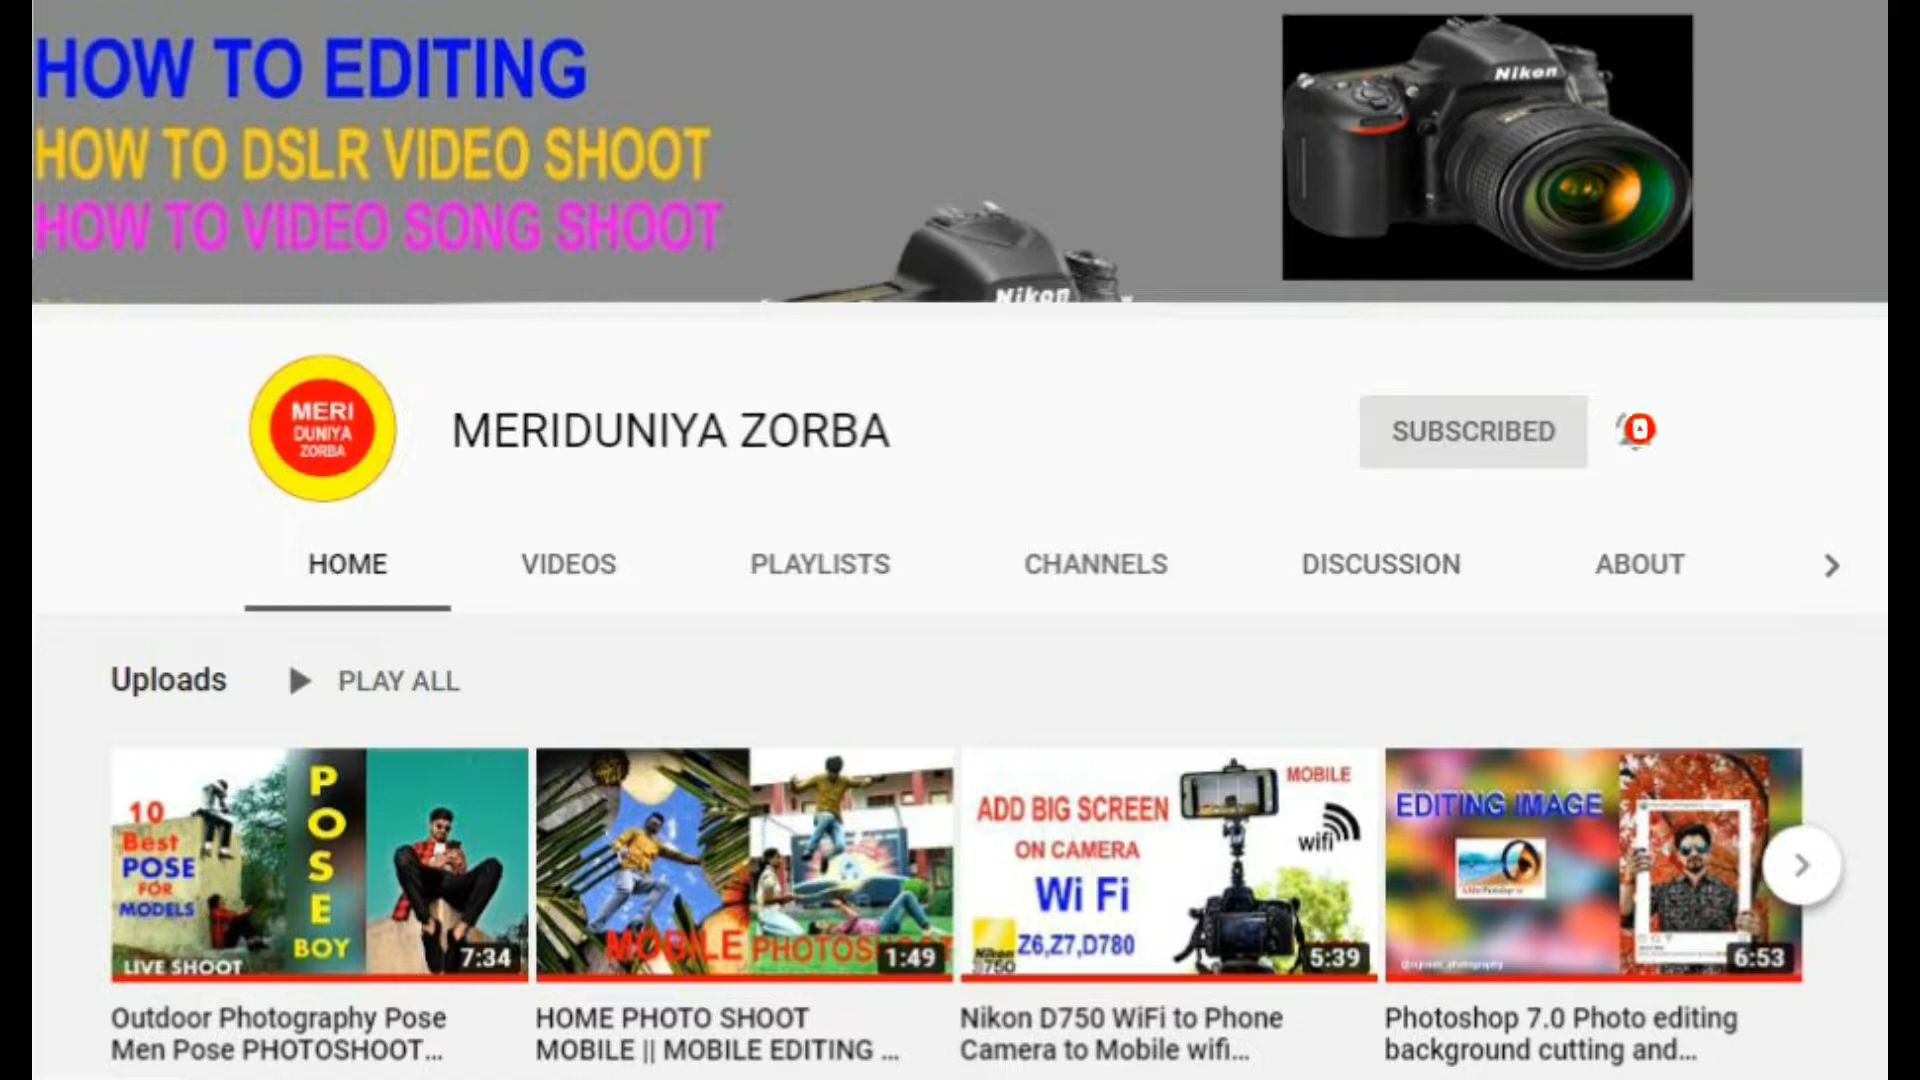 HOW TO EDITING
HOW TO DSLR VIDEO SHOOT
HOW TO VIDEO SONG SHOOT
Nikon
Nikon
MERI
DUNIYA
ZORBA
MERIDUNIYA ZORBA
SUBSCRIBED
HOME VIDEOS PLAYLISTS CHANNELS DISCUSSION ABOUT
Uploads PLAY ALL
10
Best
POSE
FOR
MODELS
LIVE SHOOT
POSE
BOY
7:34
MOBILE PHOTOSHOOT
1:49
MOBILE
ADD BIG SCREEN
ON CAMERA
wifi
Wi Fi
Z6,Z7,D780
Nikon
D750
5:39
EDITING IMAGE
6:53
Outdoor Photography Pose
Men Pose PHOTOSHOOT...
HOME PHOTO SHOOT
MOBILE || MOBILE EDITING ...
Nikon D750 WiFi to Phone
Camera to Mobile wifi...
Photoshop 7.0 Photo editing
background cutting and...